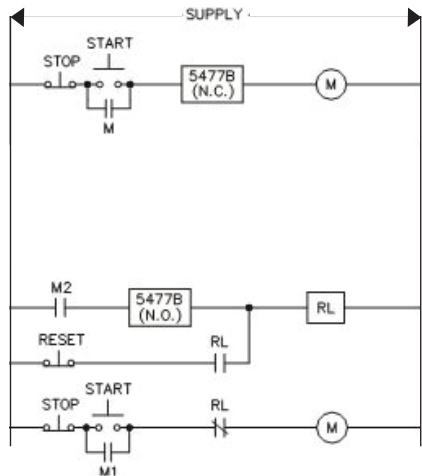 SUPPLY
START
STOP
5477B
(N.C.)
M
M
M2
5477B
(N.O.)
RL
RESET
RL
START
STOP
RL
M
M1